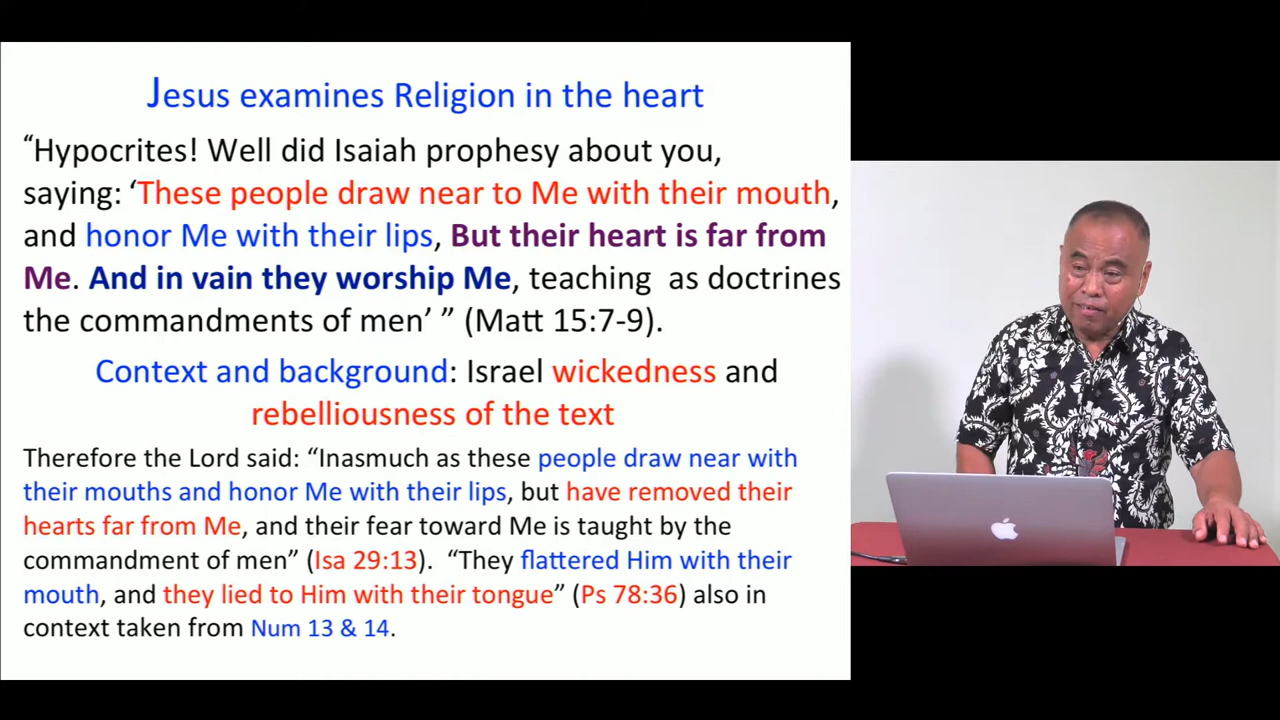 Jesus examines Religion in the heart
“Hypocrites! Well did Isaiah prophesy about you,
saying: ‘These people draw near to Me with their mouth,
and honor Me with their lips, But their heart is far from
Me. And in vain they worship Me, teaching  as doctrines
the commandments of men’ ” (Matt 15:7-9).
Context and background: Israel wickedness and
rebelliousness of the text
Therefore the Lord said: “Inasmuch as these people draw near with
their mouths and honor Me with their lips, but have removed their
hearts far from Me, and their fear toward Me is taught by the
commandment of men” (Isa 29:13).  “They flattered Him with their
mouth, and they lied to Him with their tongue” (Ps 78:36) also in
context taken from Num 13 & 14.